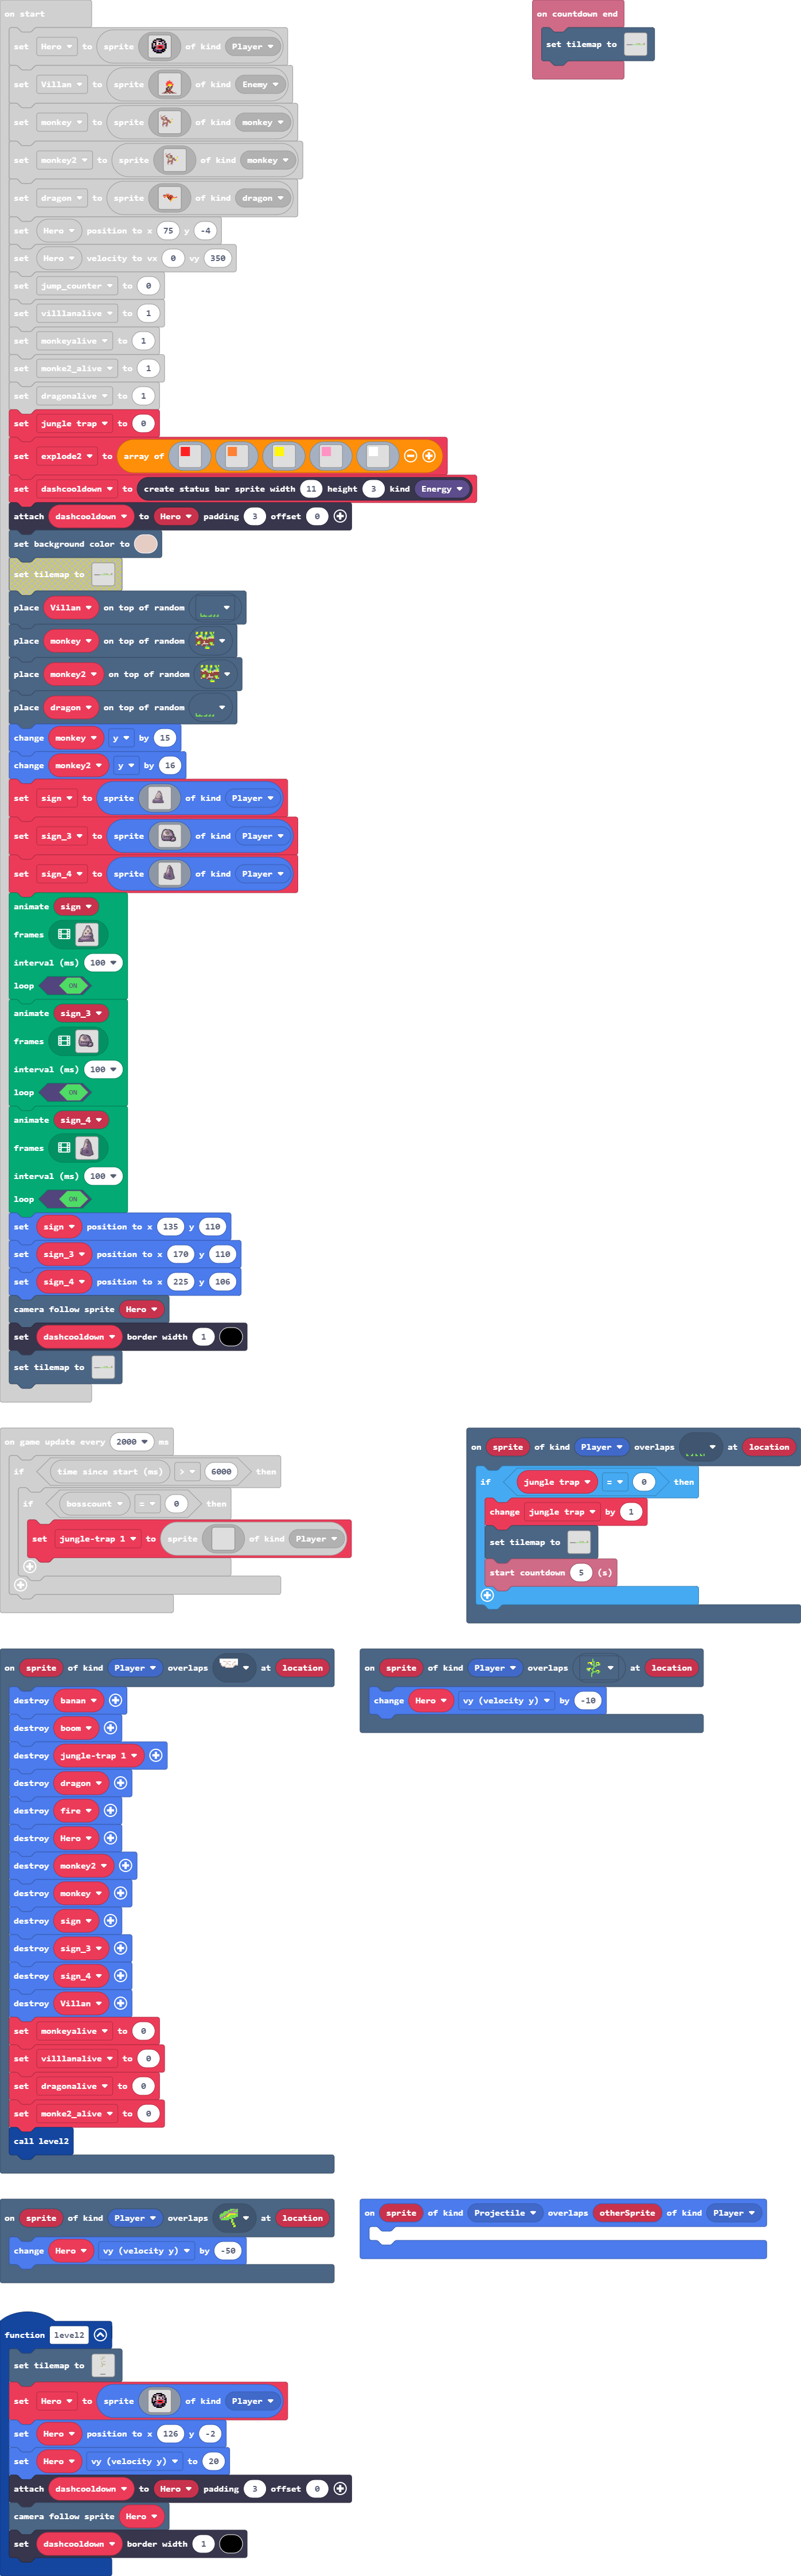 on start
on countdown end
set Hero to sprite of kind Player
set tilemap to
set Villan to sprite of kind Enemy
set monkey to sprite of kind monkey
set monkey2 to sprite of kind monkey
set dragon to sprite of kind dragon
set Hero position to x 75 y -4
set Hero velocity to vx 0 vy 350
set jump_counter to 0
set villlanalive to 1
set monkeyalive to 1
set monke2_alive to 1
set dragonalive to 1
set jungle trap to 0
set explode2 to array of
set dashcooldown to create status bar sprite width 11 height 3 kind Energy
attach dashcooldown to Hero padding 3 offset 0
set background color to
set tilemap to
place Villan on top of random
place monkey on top of random
place monkey2 on top of random
place dragon on top of random
change monkey y by 15
change monkey2 y by 16
set sign to sprite of kind Player
set sign_3 to sprite of kind Player
set sign_4 to sprite of kind Player
animate sign
frames
interval (ms) 100
loop ON
animate sign_3
frames
interval (ms) 100
loop ON
animate sign_4
frames
interval (ms) 100
loop ON
set sign position to x 135 y 110
set sign_3 position to x 170 y 110
set sign_4 position to x 225 y 106
camera follow sprite Hero
set dashcooldown border width 1
set tilemap to
on game update every 2000 ms
if time since start (ms) > 6000 then
if bosscount = 0 then
set jungle-trap 1 to sprite of kind Player
on sprite of kind Player overlaps at location
if jungle trap = 0 then
change jungle trap by 1
set tilemap to
start countdown 5 (s)
on sprite of kind Player overlaps at location
destroy banan
destroy boom
destroy jungle-trap 1
destroy dragon
destroy fire
destroy Hero
destroy monkey2
destroy monkey
destroy sign
destroy sign_3
destroy sign_4
destroy Villan
set monkeyalive to 0
set villlanalive to 0
set dragonalive to 0
set monke2_alive to 0
call level2
on sprite of kind Player overlaps at location
change Hero vy (velocity y) by -10
on sprite of kind Player overlaps at location
change Hero vy (velocity y) by -50
on sprite of kind Projectile overlaps otherSprite of kind Player
function level2
set tilemap to
set Hero to sprite of kind Player
set Hero position to x 126 y -2
set Hero vy (velocity y) to 20
attach dashcooldown to Hero padding 3 offset 0
camera follow sprite Hero
set dashcooldown border width 1